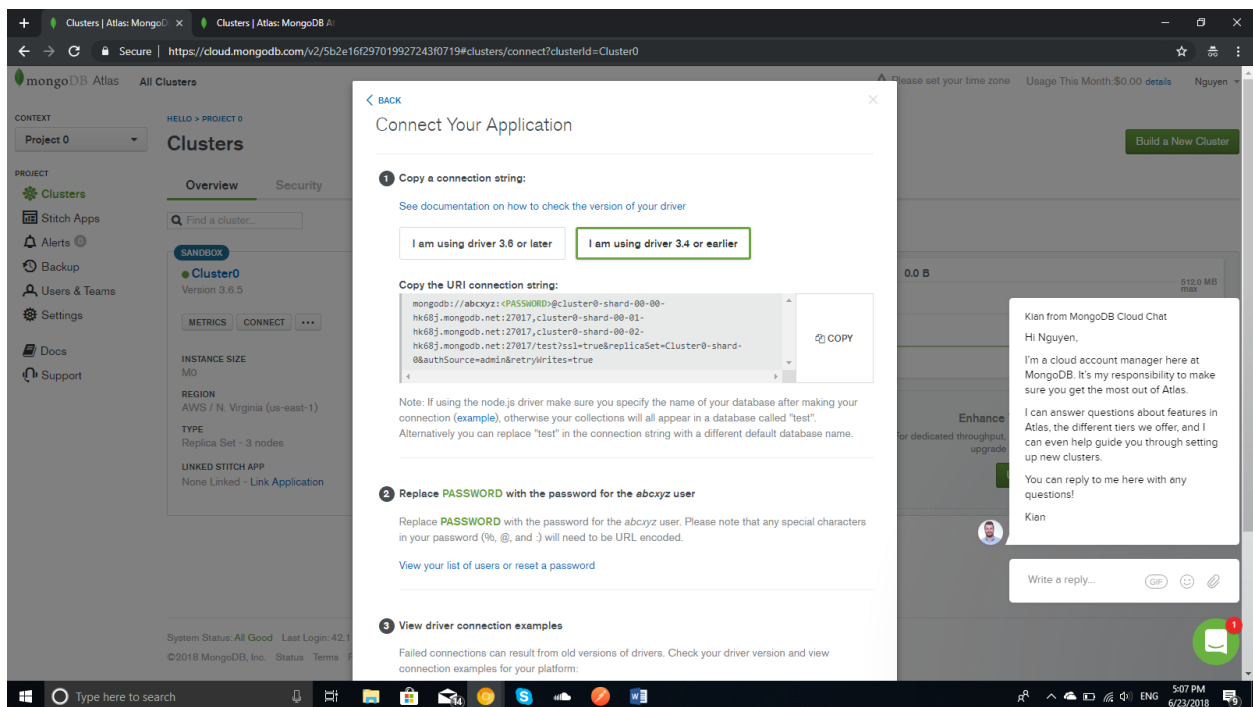 Clusters | Atlas: MongoD
Clusters | Atlas: MongoDB At
Secure | https://cloud.mongodb.com/v2/5b2e16f297019927243f0719#clusters/connect?clusterId=Cluster0
mongoDB Atlas All Clusters
Please set your time zone Usage This Month:$0.00 details Nguyen
CONTEXT
Project 0
PROJECT
Clusters
Stitch Apps
Alerts 0
Backup
Users & Teams
Settings
Docs
Support
HELLO > PROJECT 0
Clusters
Build a New Cluster
Overview Security
Find a cluster...
SANDBOX
Cluster0
Version 3.6.5
METRICS CONNECT ...
INSTANCE SIZE
M0
REGION
AWS / N. Virginia (us-east-1)
TYPE
Replica Set - 3 nodes
LINKED STITCH APP
None Linked - Link Application
System Status: All Good Last Login: 42.1
©2018 MongoDB, Inc. Status Terms
BACK
Connect Your Application
1 Copy a connection string:
See documentation on how to check the version of your driver
I am using driver 3.6 or later
I am using driver 3.4 or earlier
Copy the URI connection string:
mongodb://abcxyz:<PASSWORD>@cluster0-shard-00-00-
hk68j.mongodb.net:27017,cluster0-shard-00-01-
hk68j.mongodb.net:27017,cluster0-shard-00-02-
hk68j.mongodb.net:27017/test?ssl=true&replicaSet=Cluster0-shard-
0&authSource=admin&retryWrites=true
COPY
Note: If using the node.js driver make sure you specify the name of your database after making your
connection (example), otherwise your collections will all appear in a database called "test".
Alternatively you can replace "test" in the connection string with a different default database name.
2 Replace PASSWORD with the password for the abcxyz user
Replace PASSWORD with the password for the abcxyz user. Please note that any special characters
in your password (%, @, and :) will need to be URL encoded.
View your list of users or reset a password
3 View driver connection examples
Failed connections can result from old versions of drivers. Check your driver version and view
connection examples for your platform:
0.0 B
512.0 MB
max
Enhance
For dedicated throughput,
upgrade
Kian from MongoDB Cloud Chat
Hi Nguyen,
I'm a cloud account manager here at
MongoDB. It's my responsibility to make
sure you get the most out of Atlas.
I can answer questions about features in
Atlas, the different tiers we offer, and I
can even help guide you through setting
up new clusters.
You can reply to me here with any
questions!
Kian
Write a reply...
GIF
1
Type here to search
14
ENG
5:07 PM
6/23/2018
9